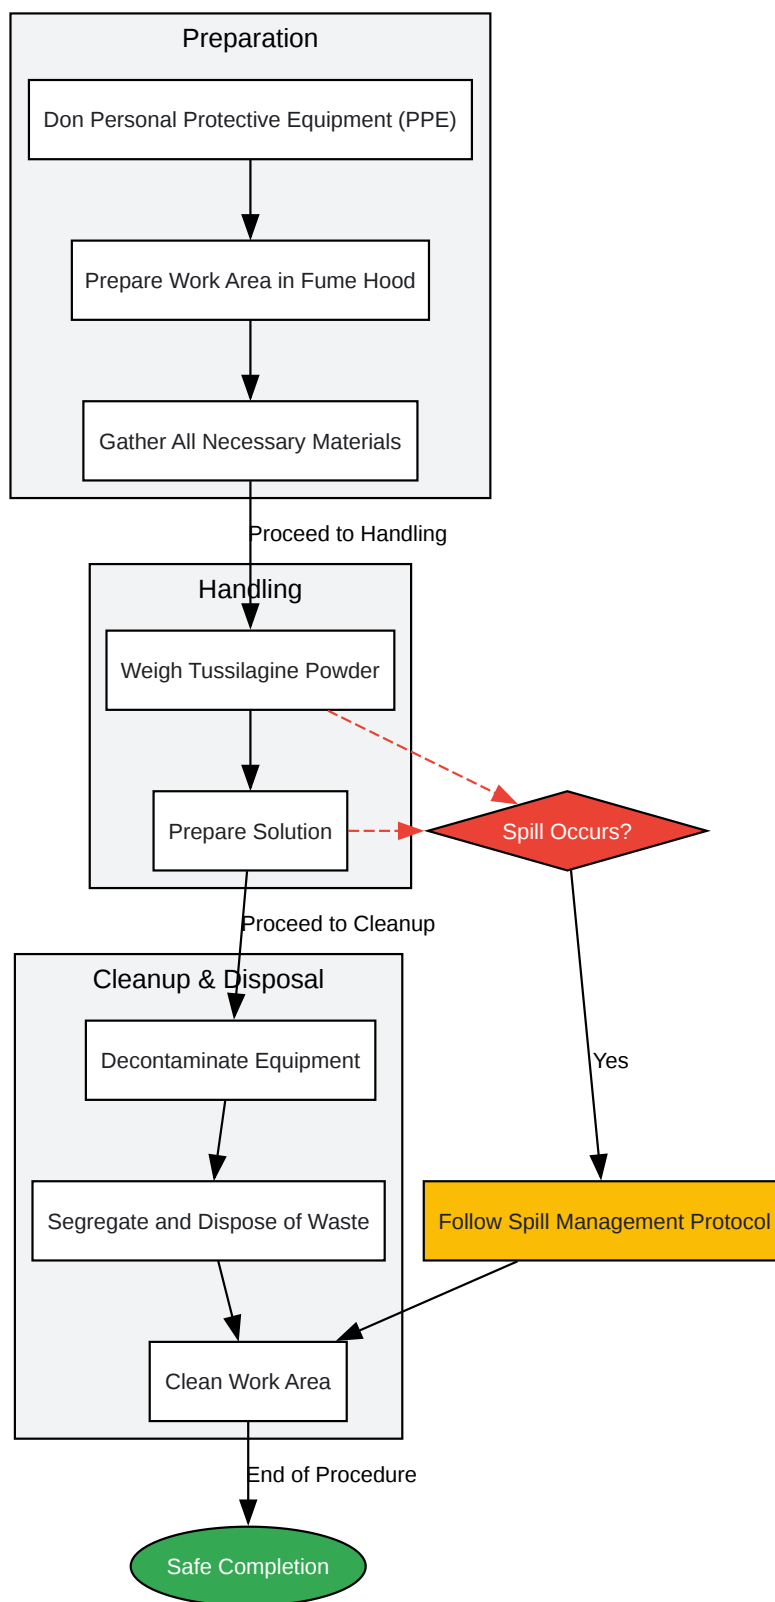 Preparation
Don Personal Protective Equipment (PPE)
Prepare Work Area in Fume Hood
Gather All Necessary Materials
Proceed to Handling
Handling
Weigh Tussilagine Powder
Prepare Solution
Spill Occurs?
Proceed to Cleanup
Cleanup & Disposal
Decontaminate Equipment
Yes
Segregate and Dispose of Waste
Follow Spill Management Protocol
Clean Work Area
End of Procedure
Safe Completion